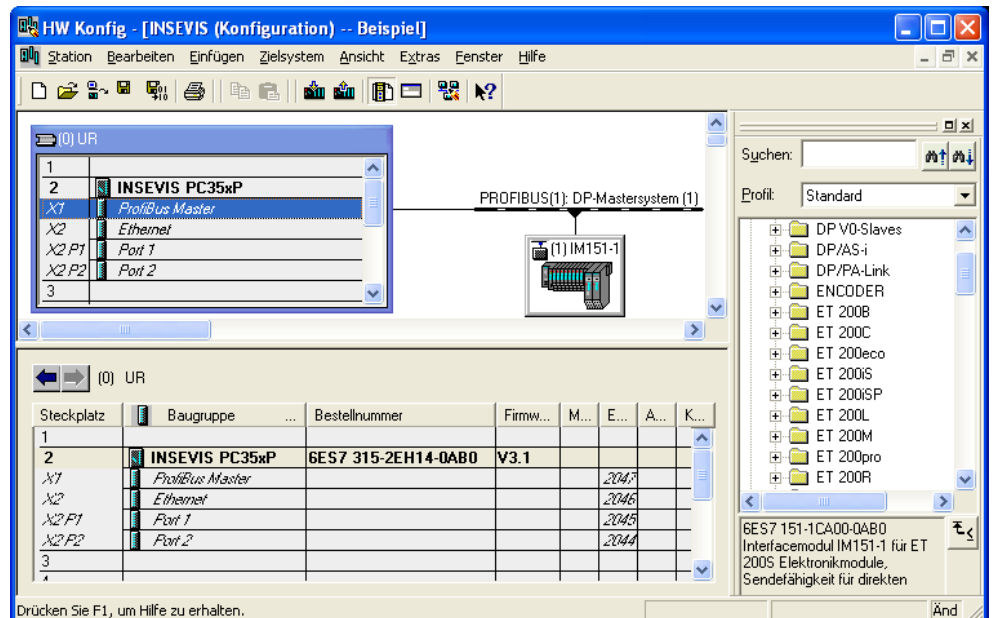 HW Konfig - [INSEVIS (Konfiguration) -- Beispiel]
Station Bearbeiten Einfügen Zielsystem Ansicht Extras Fenster Hilfe
(0) UR
1
2 INSEVIS PC35xP
X1 ProfiBus Master
X2 Ethernet
X2 P1 Port 1
X2 P2 Port 2
3
PROFIBUS(1): DP-Mastersystem (1)
(1) IM151-1
Suchen:
Profil: Standard
DP V0-Slaves
DP/AS-i
DP/PA-Link
ENCODER
ET 200B
ET 200C
ET 200eco
ET 200iS
ET 200iSP
ET 200L
ET 200M
ET 200pro
ET 200R
6ES7 151-1CA00-0AB0
Interfacemodul IM151-1 für ET
200S Elektronikmodule,
Sendefähigkeit für direkten
(0) UR
Steckplatz Baugruppe ... Bestellnummer Firmw... M... E... A... K...
1
2 INSEVIS PC35xP 6ES7 315-2EH14-0AB0 V3.1
X1 ProfiBus Master 2047
X2 Ethernet 2046
X2 P1 Port 1 2045
X2 P2 Port 2 2044
3
Drücken Sie F1, um Hilfe zu erhalten.
Änd